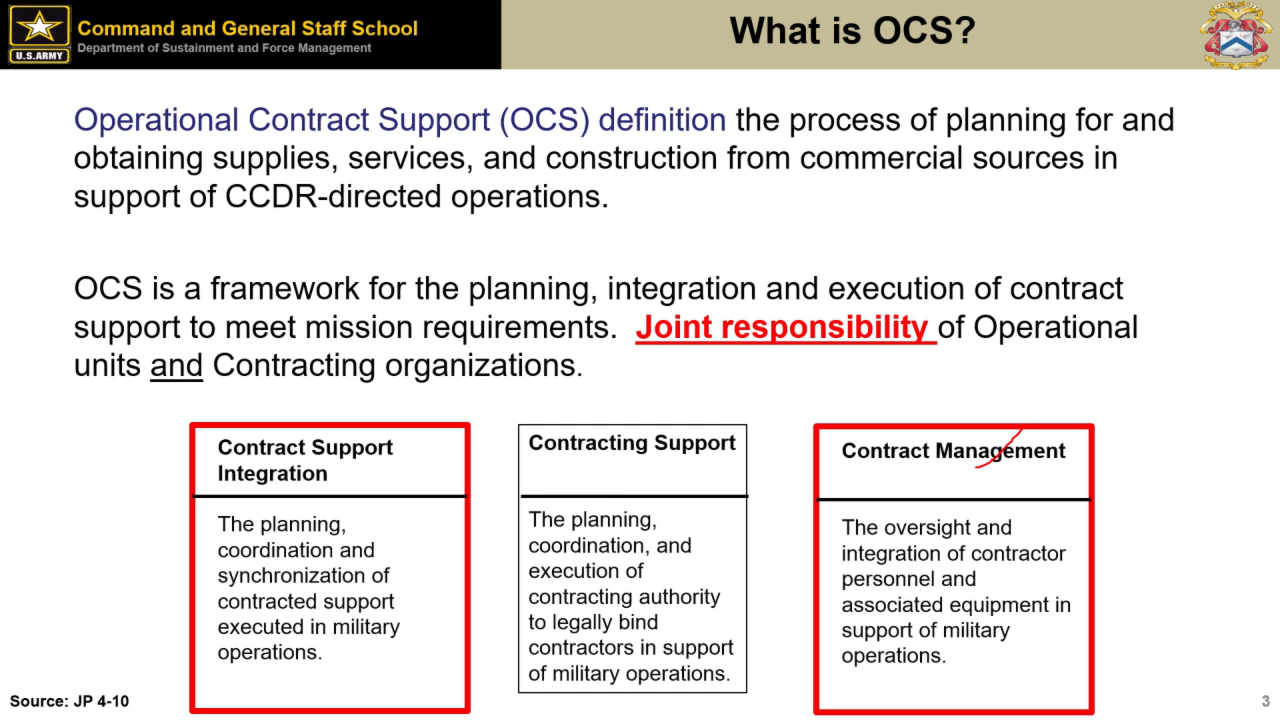 Command and General Staff School
Department of Sustainment and Force Management
U.S.ARMY
What is OCS?
Operational Contract Support (OCS) definition the process of planning for and
obtaining supplies, services, and construction from commercial sources in
support of CCDR-directed operations.
OCS is a framework for the planning, integration and execution of contract
support to meet mission requirements. Joint responsibility of Operational
units and Contracting organizations.
Contract Support
Integration
The planning,
coordination and
synchronization of
contracted support
executed in military
operations.
Contracting Support
The planning,
coordination, and
execution of
contracting authority
to legally bind
contractors in support
of military operations.
Contract Management
The oversight and
integration of contractor
personnel and
associated equipment in
support of military
operations.
Source: JP 4-10
3